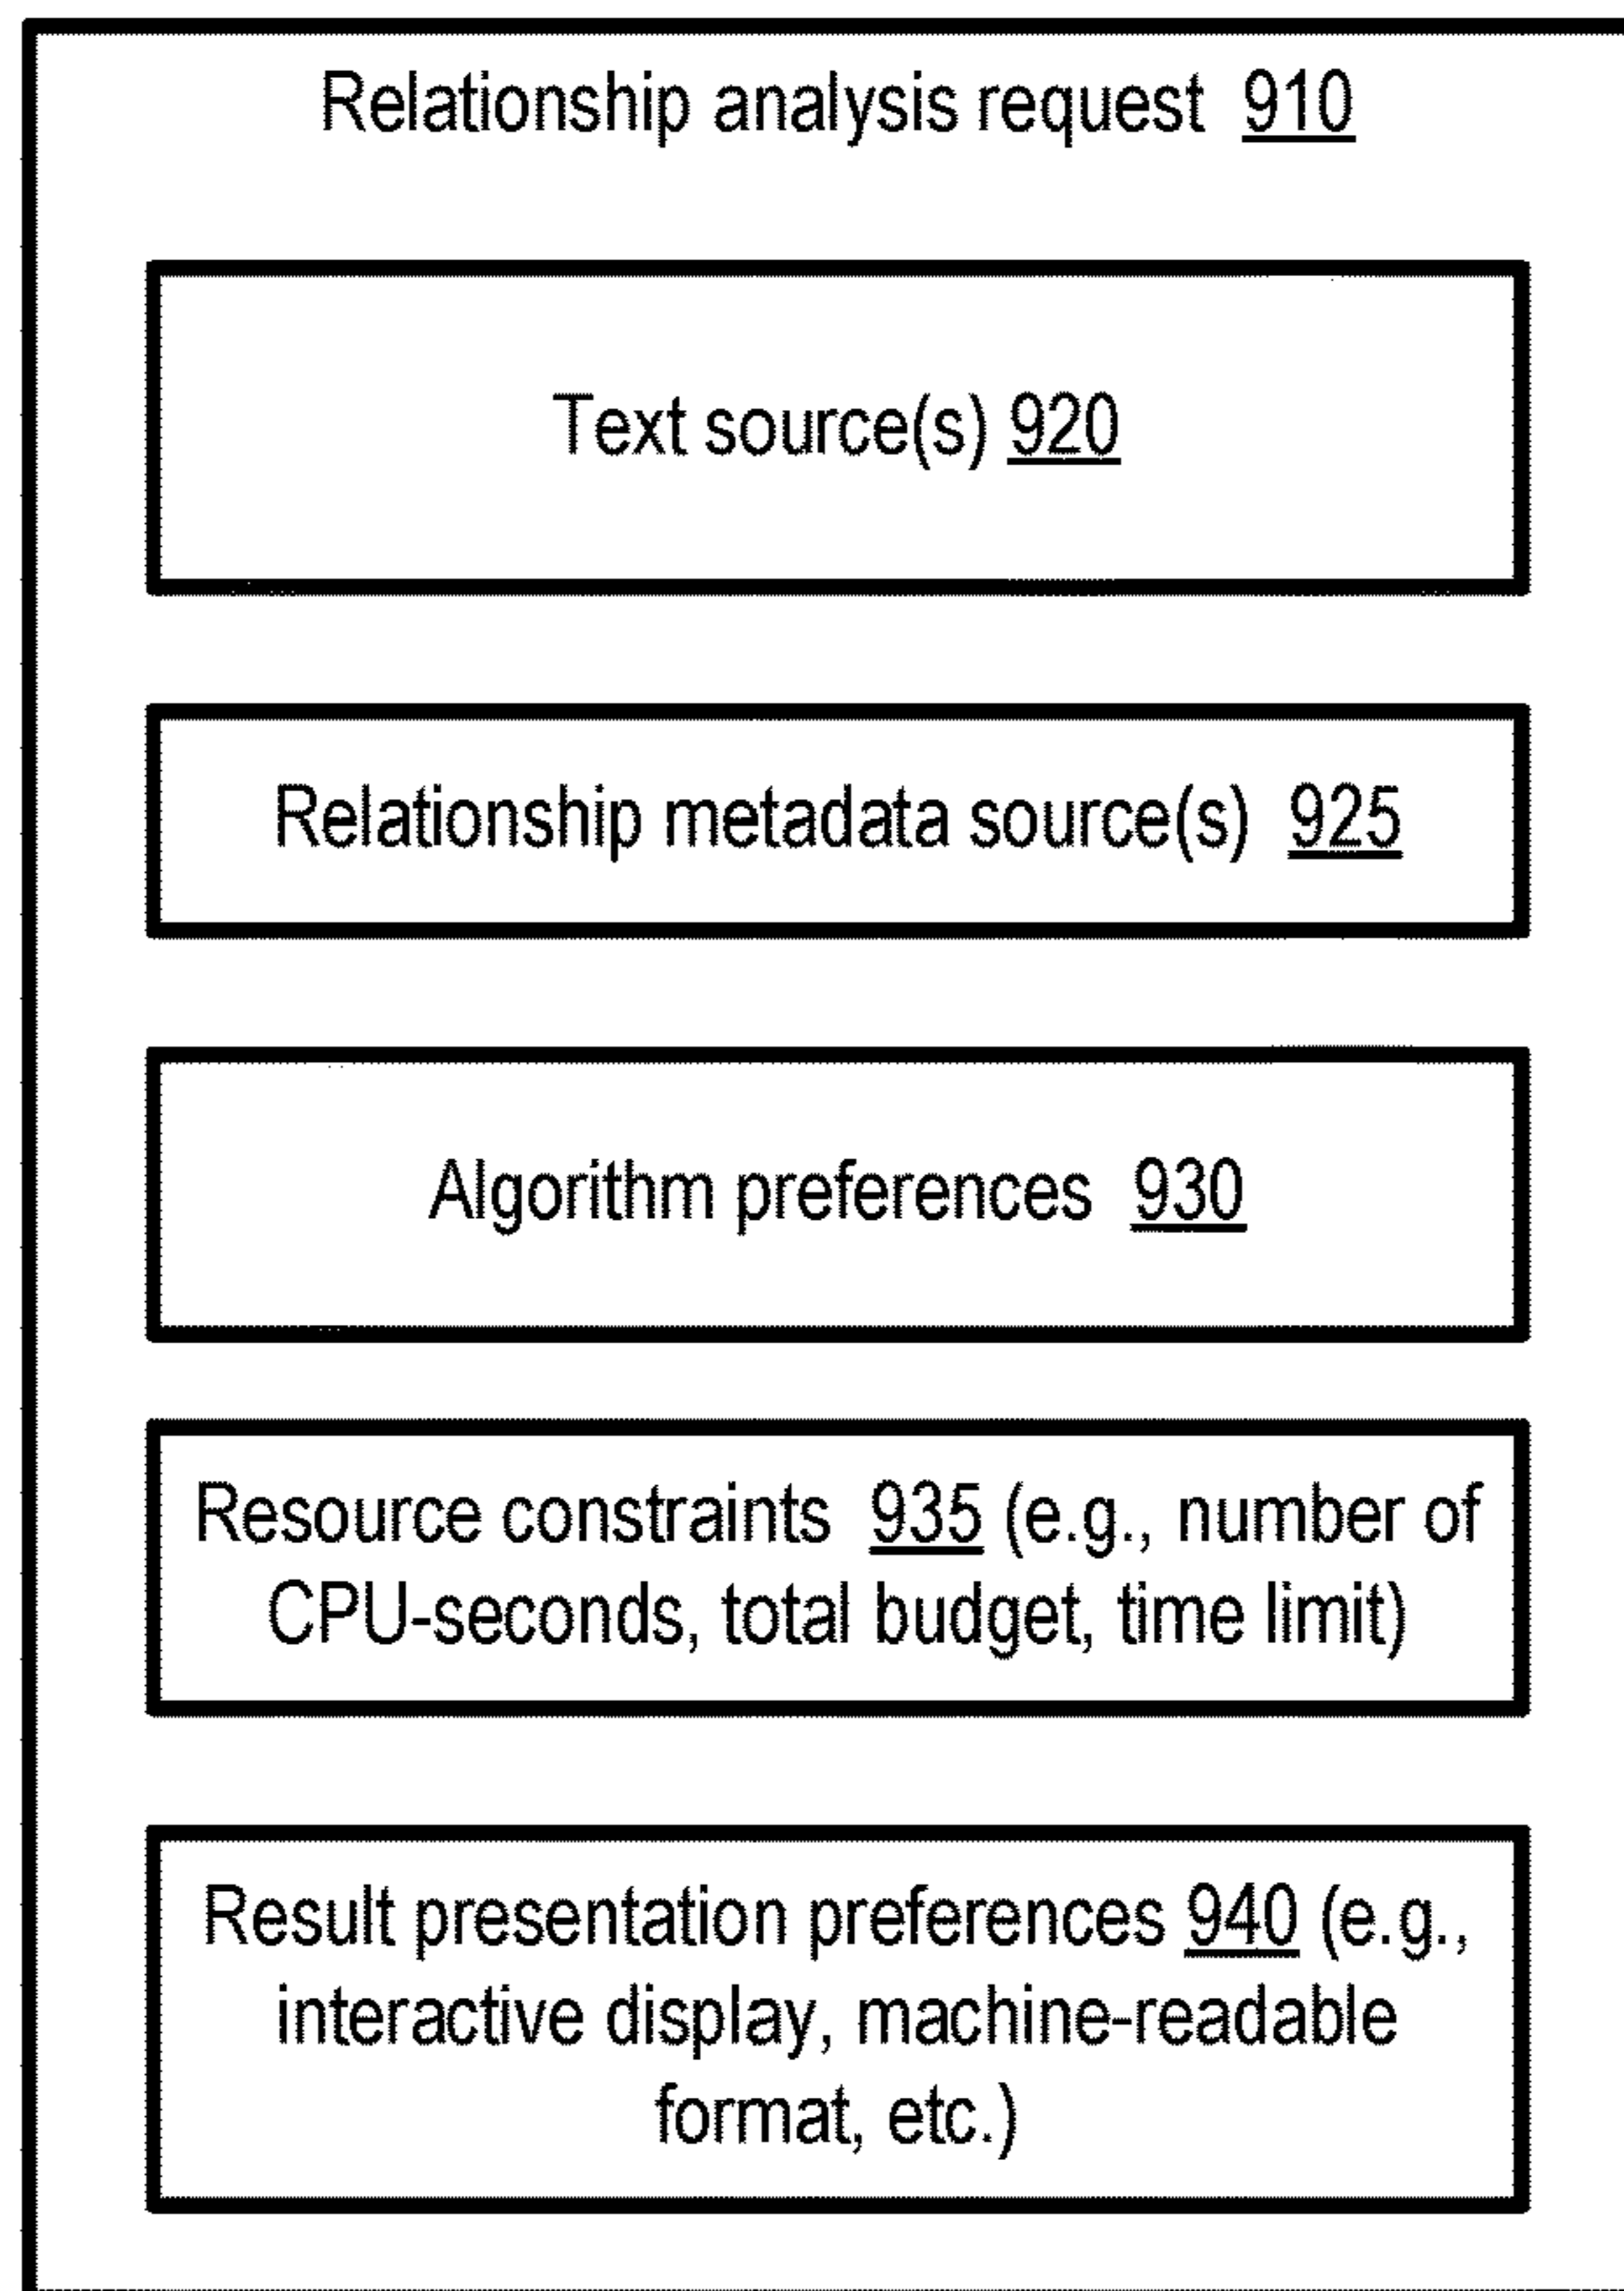 Relationship analysis request 910
Text source(s) 920
Relationship metadata source(s) 925
Algorithm preferences 930
Resource constraints 935 (e.g., number of
CPU-seconds, total budget, time limit)
Result presentation preferences 940 (e.g.,
interactive display, machine-readable
format, etc.)